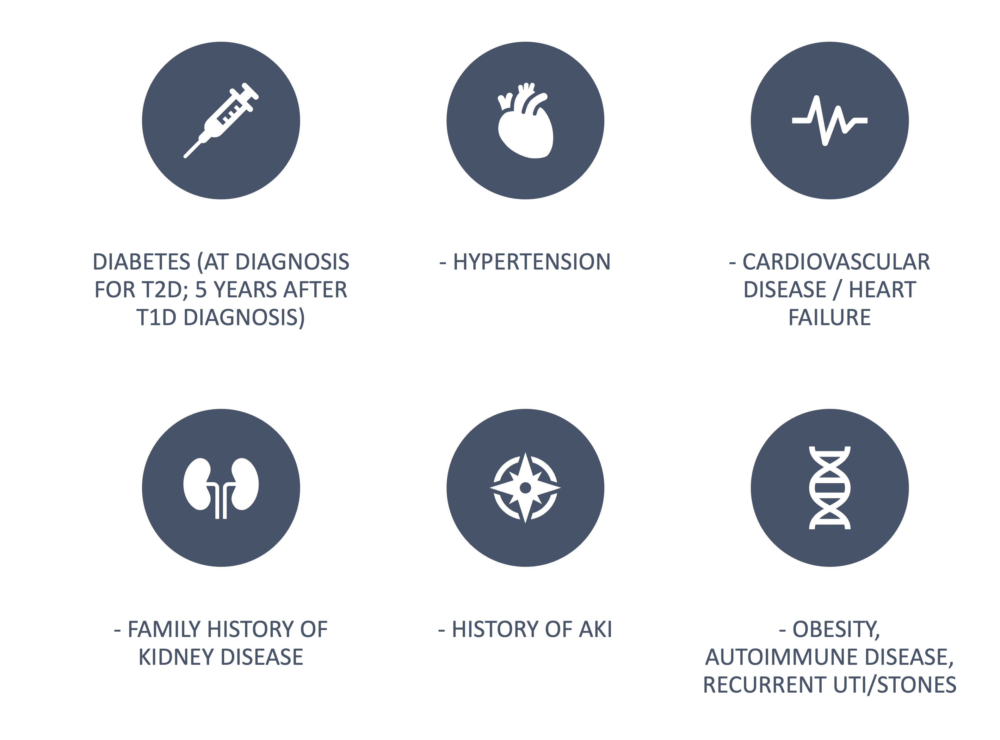 DIABETES (AT DIAGNOSIS
FOR T2D; 5 YEARS AFTER
T1D DIAGNOSIS)
- HYPERTENSION
- CARDIOVASCULAR
DISEASE / HEART
FAILURE
- FAMILY HISTORY OF
KIDNEY DISEASE
- HISTORY OF AKI
- OBESITY,
AUTOIMMUNE DISEASE,
RECURRENT UTI/STONES